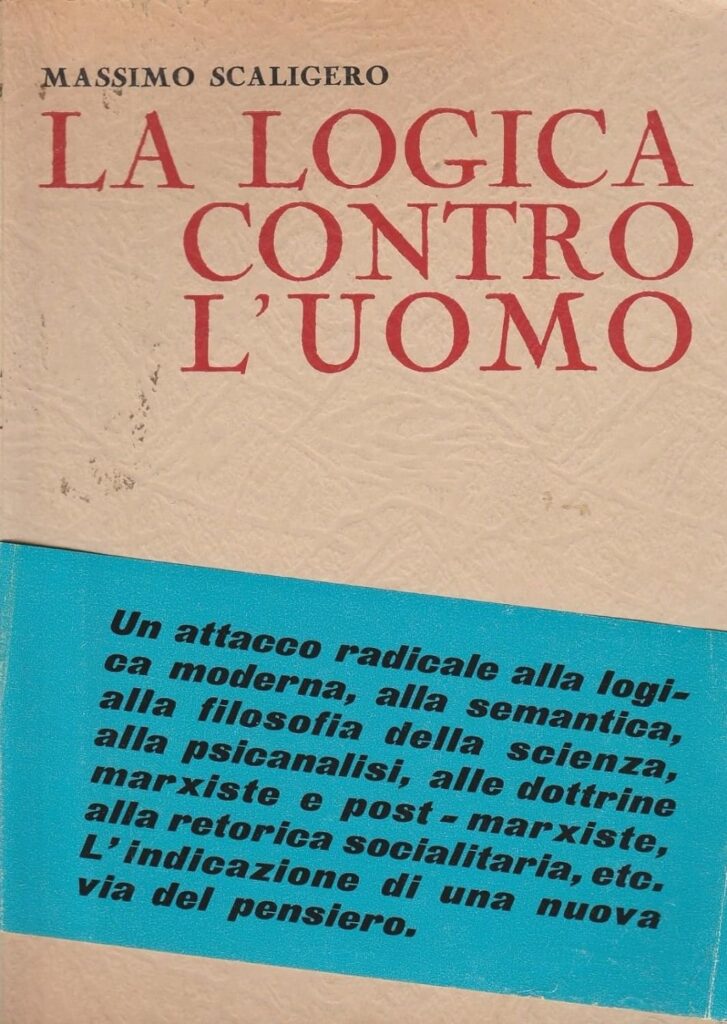 MASSIMO SCALIGERO
LA LOGICA
CONTRO
L'UOMO
Un attacco radicale alla logi-
ca moderna, alla semantica,
alla filosofia della scienza,
alla psicanalisi, alle dottrine
marxiste e post-marxiste,
alla retorica socialitaria, etc.
L'indicazione di una nuova
via del pensiero.